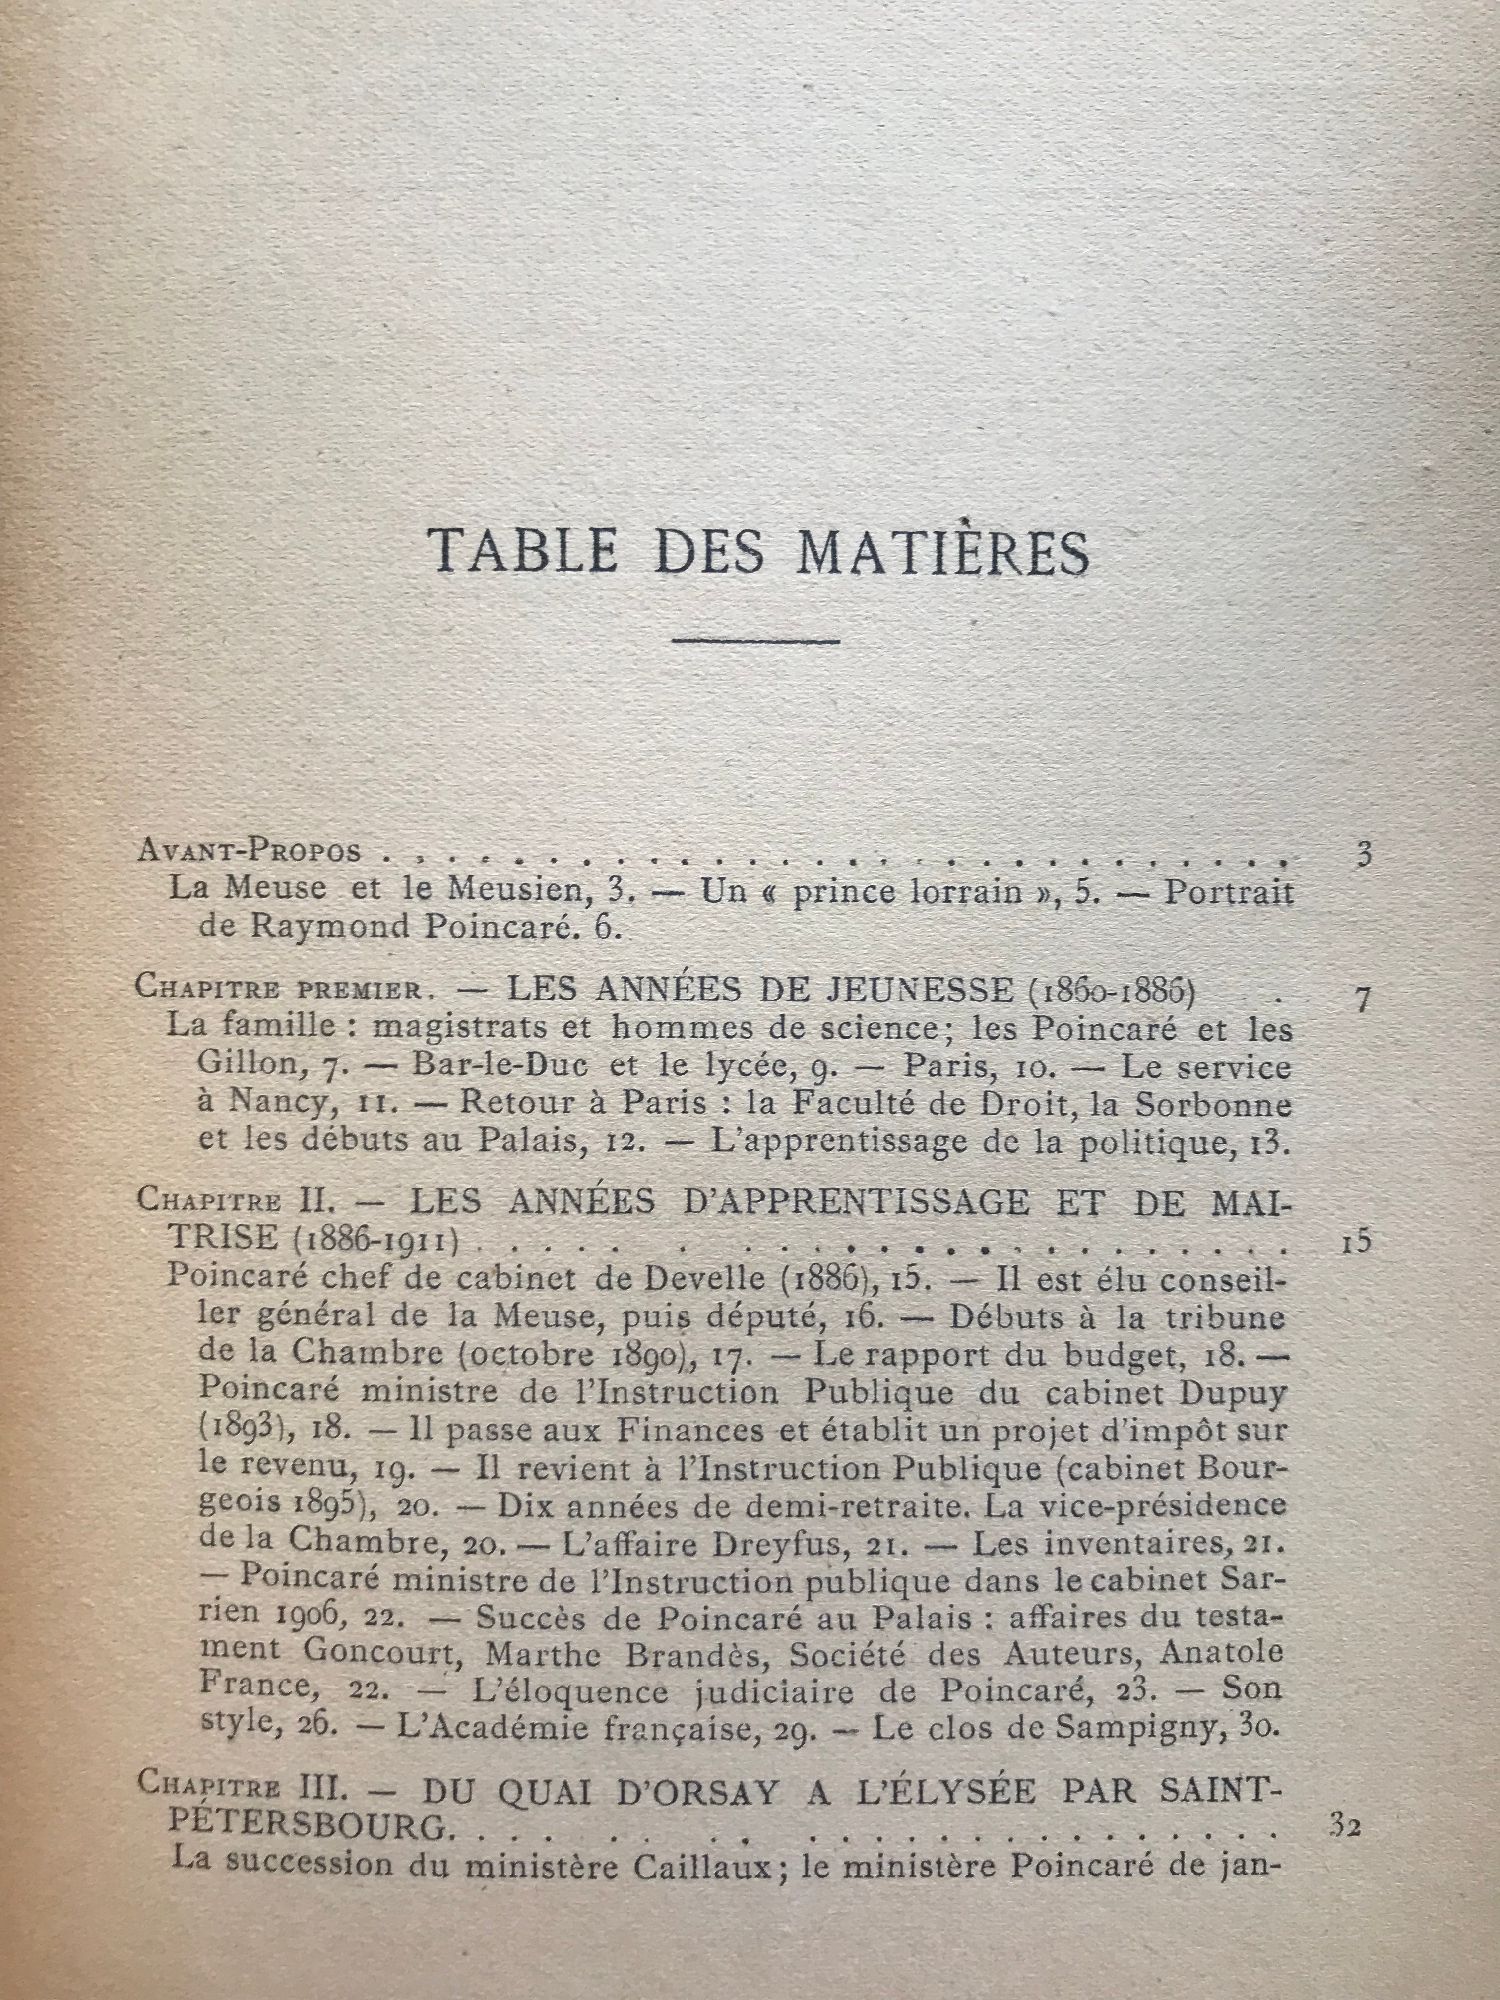 TABLE DES MATIÈRES
AVANT-PROPOS . . . . . . . . . . . . . . . . . . . . . . . . . . . . 3
La Meuse et le Meusien, 3. — Un « prince lorrain », 5. — Portrait
de Raymond Poincaré. 6.
CHAPITRE PREMIER. — LES ANNÉES DE JEUNESSE (1860-1886) . 7
La famille : magistrats et hommes de science; les Poincaré et les
Gillon, 7. — Bar-le-Duc et le lycée, 9. — Paris, 10. — Le service
à Nancy, 11. — Retour à Paris : la Faculté de Droit, la Sorbonne
et les débuts au Palais, 12. — L'apprentissage de la politique, 13.
CHAPITRE II. — LES ANNÉES D'APPRENTISSAGE ET DE MAI-
TRISE (1886-1911) . . . . . . . . . . . . . . . . . . . . . . . 15
Poincaré chef de cabinet de Develle (1886), 15. — Il est élu conseil-
ler général de la Meuse, puis député, 16. — Débuts à la tribune
de la Chambre (octobre 1890), 17. — Le rapport du budget, 18. —
Poincaré ministre de l'Instruction Publique du cabinet Dupuy
(1893), 18. — Il passe aux Finances et établit un projet d'impôt sur
le revenu, 19. — Il revient à l'Instruction Publique (cabinet Bour-
geois 1895), 20. — Dix années de demi-retraite. La vice-présidence
de la Chambre, 20. — L'affaire Dreyfus, 21. — Les inventaires, 21.
— Poincaré ministre de l'Instruction publique dans le cabinet Sar-
rien 1906, 22. — Succès de Poincaré au Palais : affaires du testa-
ment Goncourt, Marthe Brandès, Société des Auteurs, Anatole
France, 22. — L'éloquence judiciaire de Poincaré, 23. — Son
style, 26. — L'Académie française, 29. — Le clos de Sampigny, 30.
CHAPITRE III. — DU QUAI D'ORSAY A L'ÉLYSÉE PAR SAINT-
PÉTERSBOURG. . . . . . . . . . . . . . . . . . . . . . . 32
La succession du ministère Caillaux; le ministère Poincaré de jan-